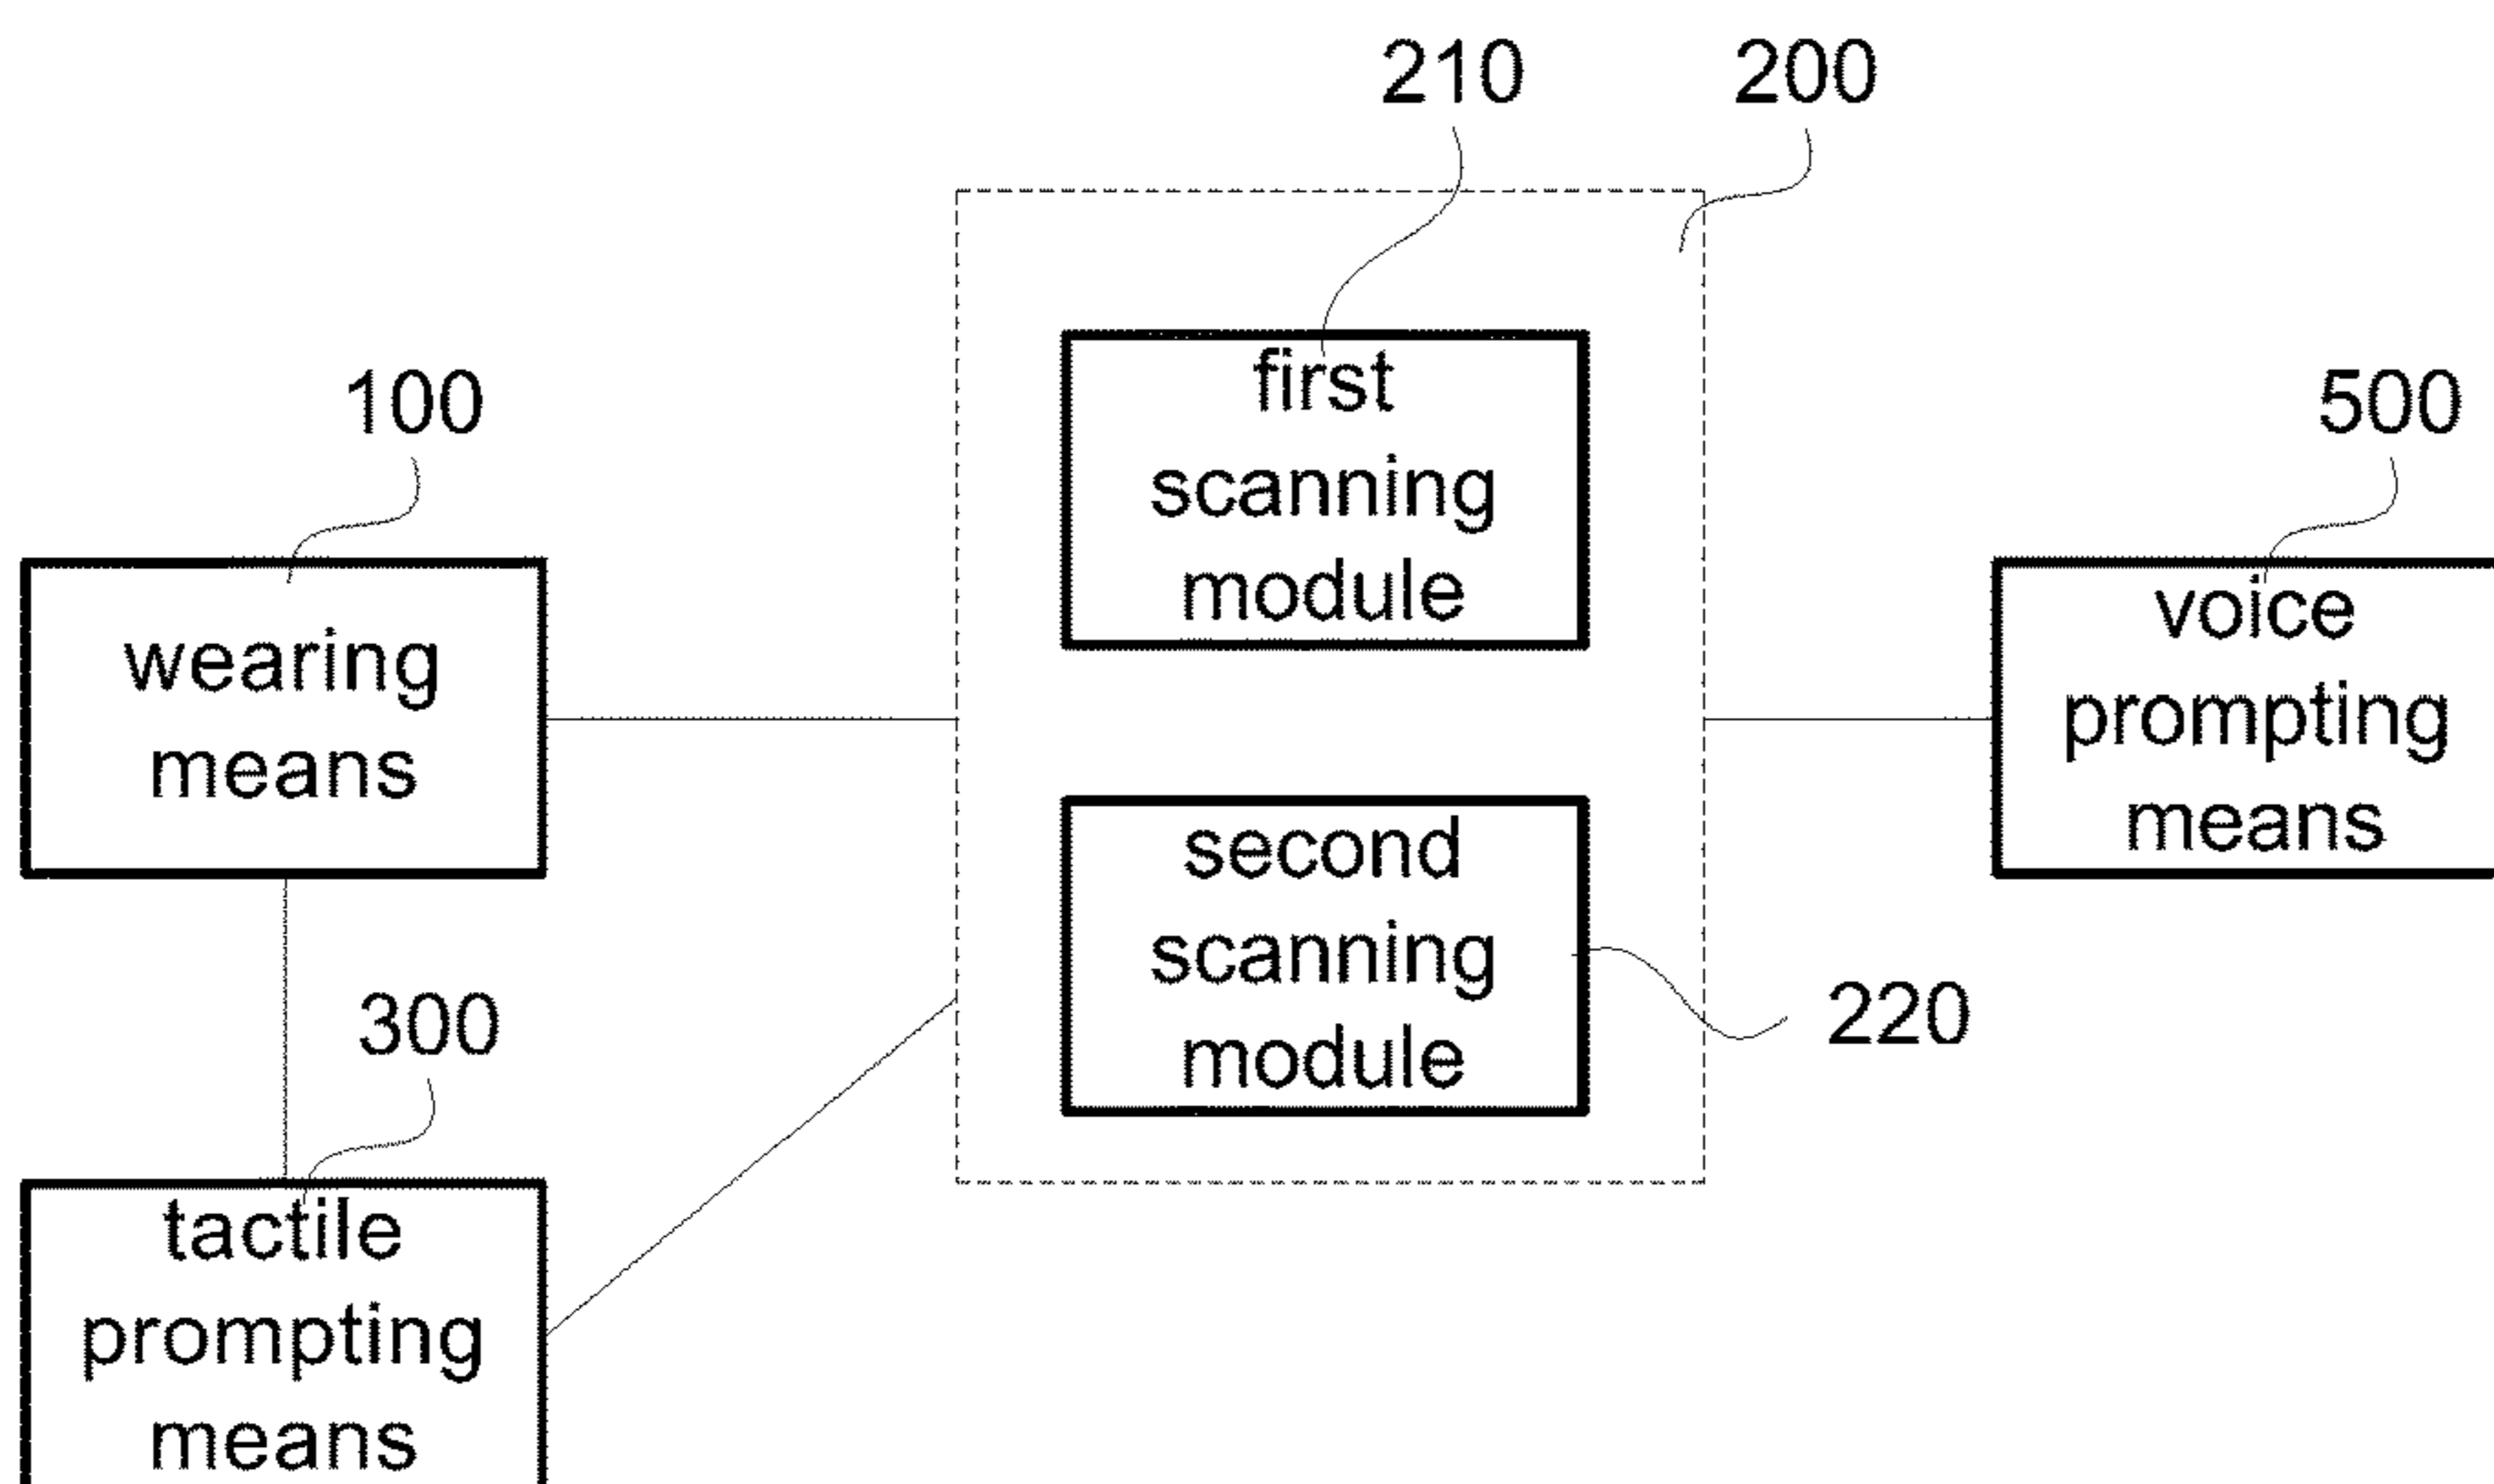 210
200
first
scanning
module
100
wearing
means
500
voice
prompting
means
second
scanning
module
220
300
tactile
prompting
means